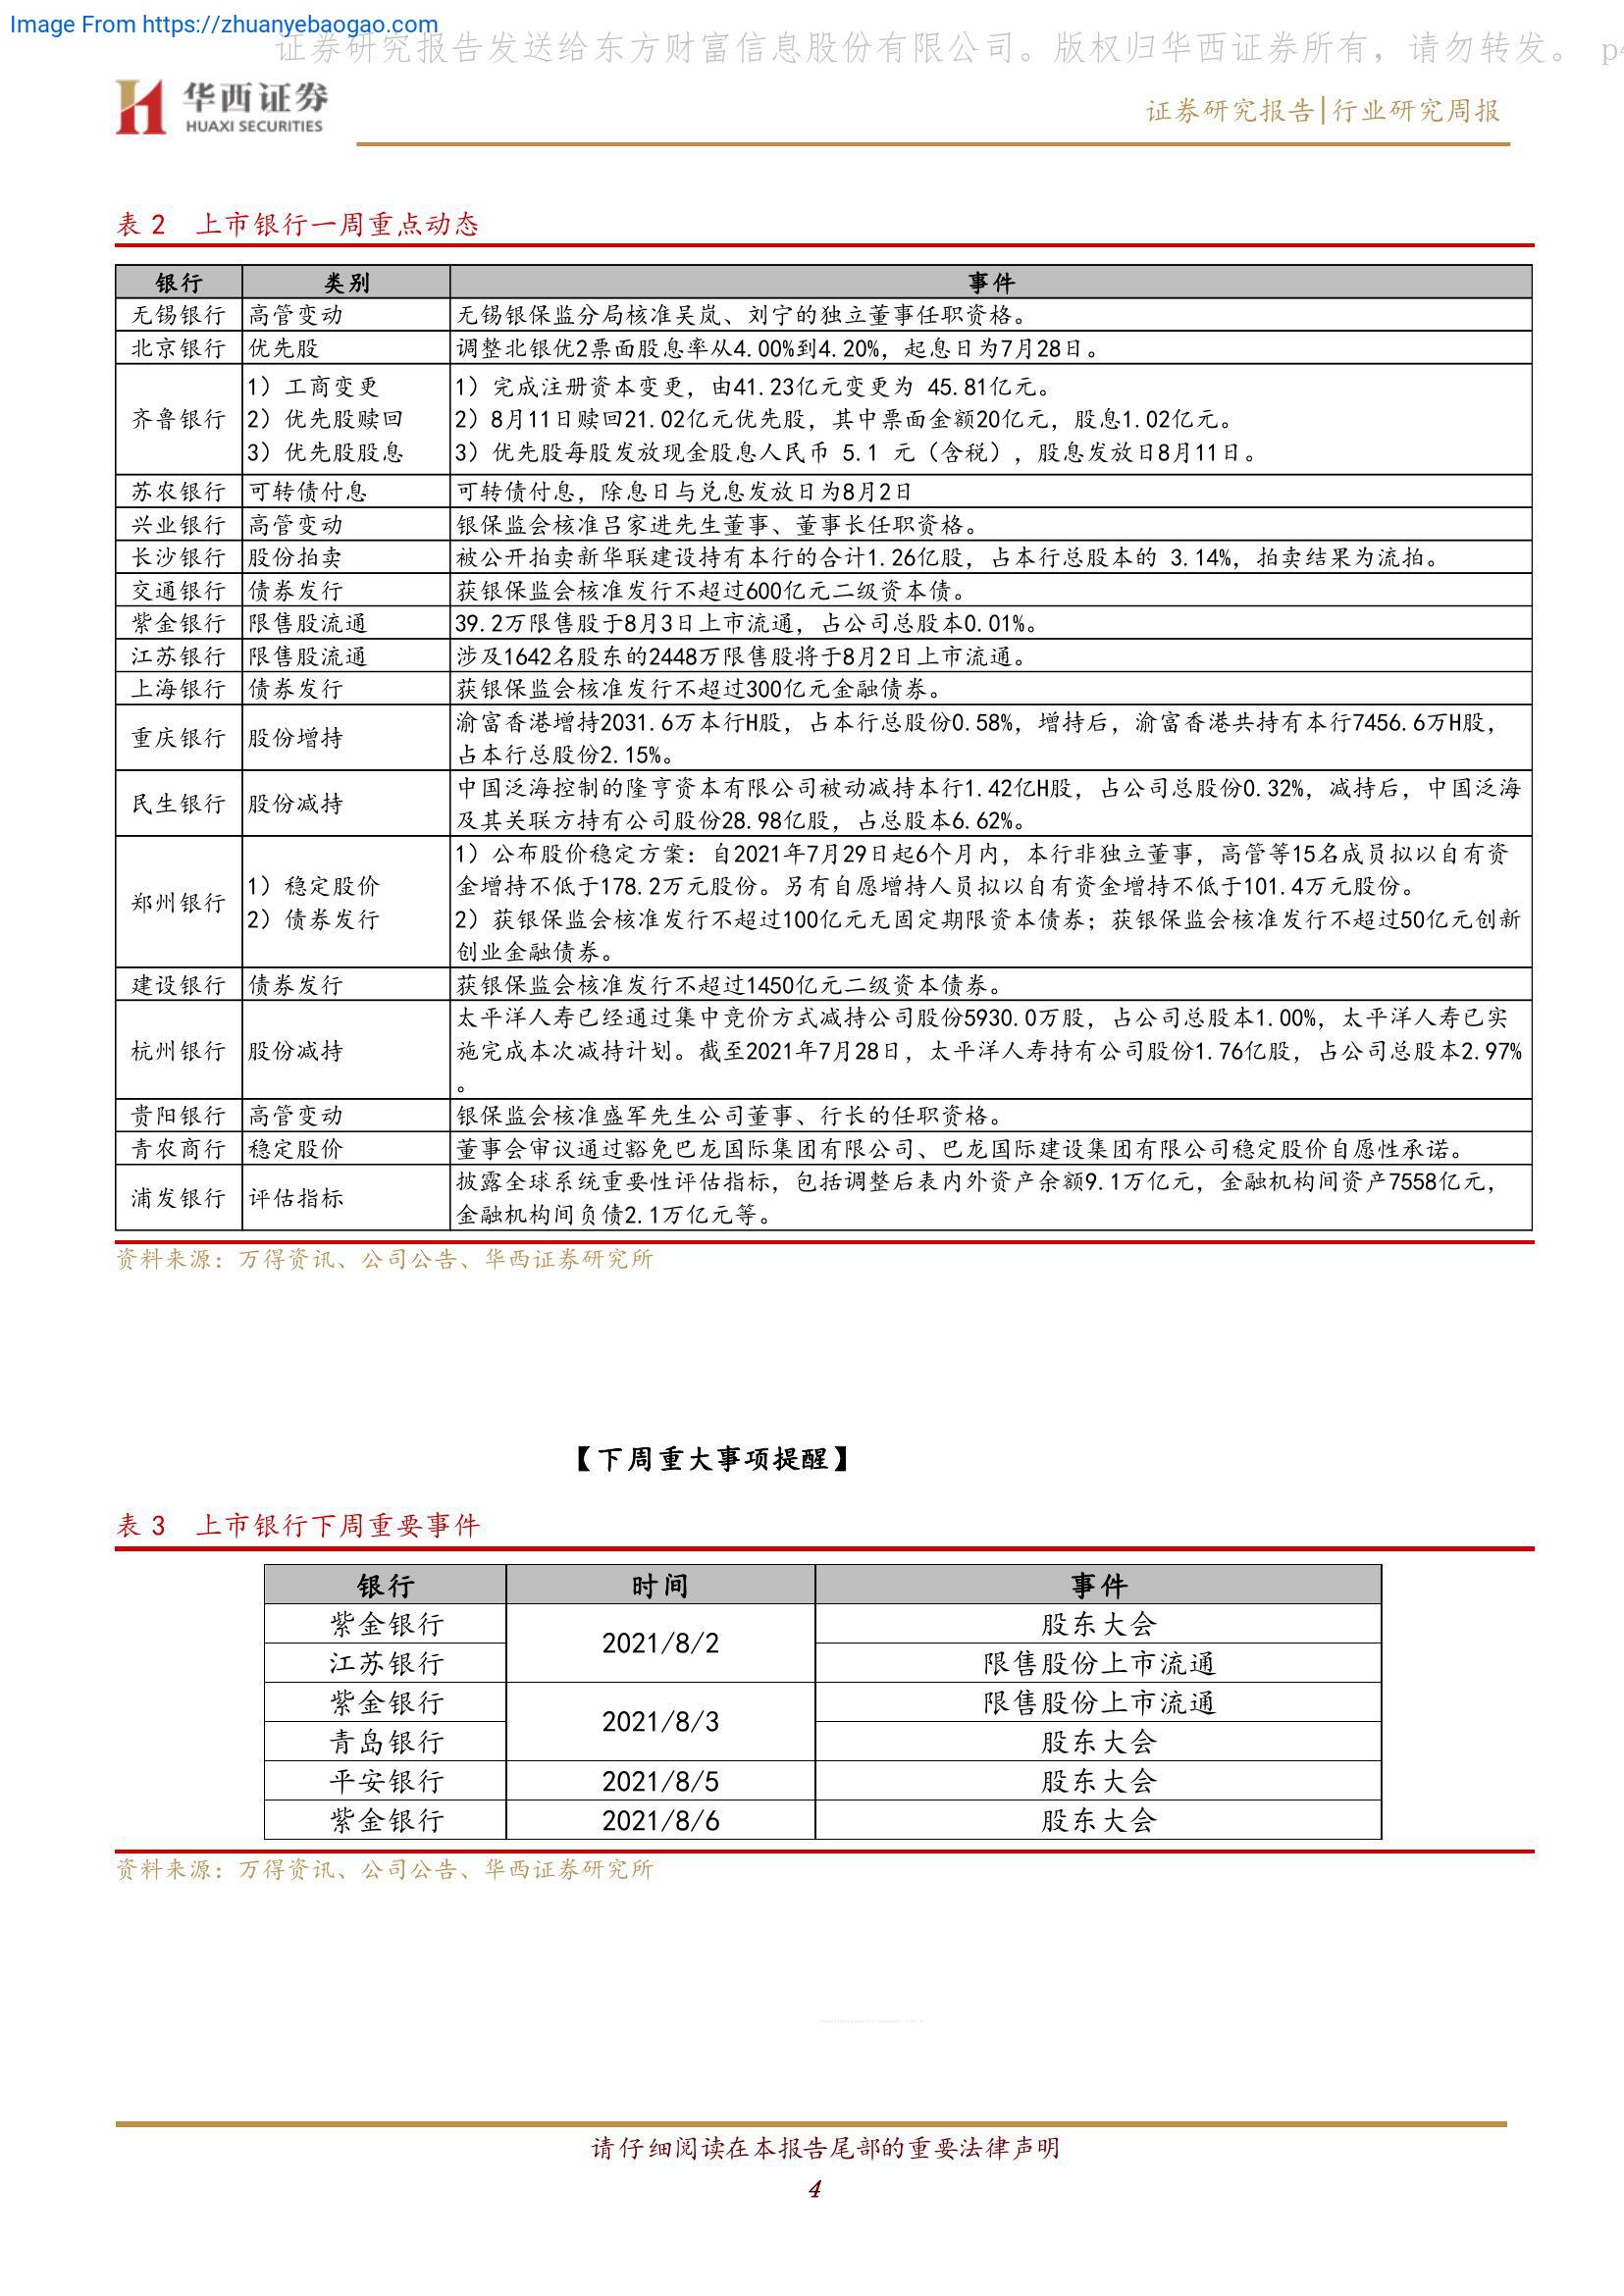 Image From https://zhuanyebaogao.com
证券研究报告发送给东方财富信息股份有限公司。版权归华西证券所有，请勿转发。 p4
华西证券
HUAXI SECURITIES
证券研究报告|行业研究周报
表 2 上市银行一周重点动态
银行 类别 事件
无锡银行 高管变动 无锡银保监分局核准吴岚、刘宁的独立董事任职资格。
北京银行 优先股 调整北银优2票面股息率从4.00%到4.20%，起息日为7月28日。
齐鲁银行
1）工商变更 1）完成注册资本变更，由41.23亿元变更为 45.81亿元。
2）优先股赎回 2）8月11日赎回21.02亿元优先股，其中票面金额20亿元，股息1.02亿元。
3）优先股股息 3）优先股每股发放现金股息人民币 5.1 元（含税），股息发放日8月11日。
苏农银行 可转债付息 可转债付息，除息日与兑息发放日为8月2日
兴业银行 高管变动 银保监会核准吕家进先生董事、董事长任职资格。
长沙银行 股份拍卖 被公开拍卖新华联建设持有本行的合计1.26亿股，占本行总股本的 3.14%，拍卖结果为流拍。
交通银行 债券发行 获银保监会核准发行不超过600亿元二级资本债。
紫金银行 限售股流通 39.2万限售股于8月3日上市流通，占公司总股本0.01%。
江苏银行 限售股流通 涉及1642名股东的2448万限售股将于8月2日上市流通。
上海银行 债券发行 获银保监会核准发行不超过300亿元金融债券。
重庆银行 股份增持 渝富香港增持2031.6万本行H股，占本行总股份0.58%，增持后，渝富香港共持有本行7456.6万H股，
占本行总股份2.15%。
民生银行 股份减持 中国泛海控制的隆亨资本有限公司被动减持本行1.42亿H股，占公司总股份0.32%，减持后，中国泛海
及其关联方持有公司股份28.98亿股，占总股本6.62%。
郑州银行
1）稳定股价
2）债券发行
1）公布股价稳定方案：自2021年7月29日起6个月内，本行非独立董事，高管等15名成员拟以自有资
金增持不低于178.2万元股份。另有自愿增持人员拟以自有资金增持不低于101.4万元股份。
2）获银保监会核准发行不超过100亿元无固定期限资本债券；获银保监会核准发行不超过50亿元创新
创业金融债券。
建设银行 债券发行 获银保监会核准发行不超过1450亿元二级资本债券。
杭州银行 股份减持 太平洋人寿已经通过集中竞价方式减持公司股份5930.0万股，占公司总股本1.00%，太平洋人寿已实
施完成本次减持计划。截至2021年7月28日，太平洋人寿持有公司股份1.76亿股，占公司总股本2.97%
。
贵阳银行 高管变动 银保监会核准盛军先生公司董事、行长的任职资格。
青农商行 稳定股价 董事会审议通过豁免巴龙国际集团有限公司、巴龙国际建设集团有限公司稳定股价自愿性承诺。
浦发银行 评估指标 披露全球系统重要性评估指标，包括调整后表内外资产余额9.1万亿元，金融机构间资产7558亿元，
金融机构间负债2.1万亿元等。
资料来源：万得资讯、公司公告、华西证券研究所
【下周重大事项提醒】
表 3 上市银行下周重要事件
银行 时间 事件
紫金银行 2021/8/2 股东大会
江苏银行 限售股份上市流通
紫金银行 2021/8/3 限售股份上市流通
青岛银行 股东大会
平安银行 2021/8/5 股东大会
紫金银行 2021/8/6 股东大会
资料来源：万得资讯、公司公告、华西证券研究所
请仔细阅读在本报告尾部的重要法律声明
4